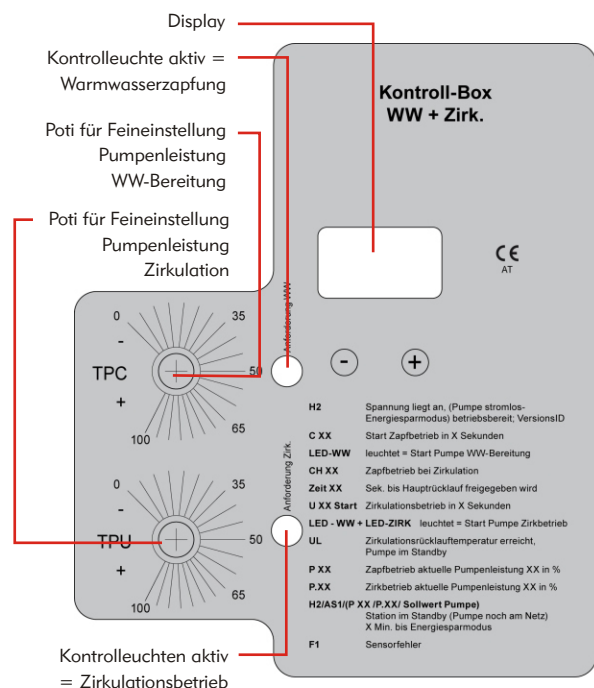 Display
Kontrolleuchte aktiv =
Warmwasserzapfung
Poti für Feineinstellung
Pumpenleistung
WW-Bereitung
Poti für Feineinstellung
Pumpenleistung
Zirkulation
Kontroll-Box
WW + Zirk.
CE
AT
Anforderung WW
0
35
-
TPC
50
+
65
100
- +
H2 Spannung liegt an, (Pumpe stromlos-
Energiesparmodus) betriebsbereit; VersionsID
C XX Start Zapfbetrieb in X Sekunden
LED-WW leuchtet = Start Pumpe WW-Bereitung
CH XX Zapfbetrieb bei Zirkulation
Zeit XX Sek. bis Hauptrücklauf freigegeben wird
U XX Start Zirkulationsbetrieb in X Sekunden
LED - WW + LED-ZIRK leuchtet = Start Pumpe Zirkbetrieb
UL Zirkulationsrücklauftemperatur erreicht,
Pumpe im Standby
P XX Zapfbetrieb aktuelle Pumpenleistung XX in %
P.XX Zirkbetrieb aktuelle Pumpenleistung XX in %
H2/AS1/(P XX /P.XX/ Sollwert Pumpe)
Station im Standby (Pumpe noch am Netz)
X Min. bis Energiesparmodus
F1 Sensorfehler
Anforderung Zirk.
0
35
-
TPU
50
+
65
100
Kontrolleuchten aktiv
= Zirkulationsbetrieb